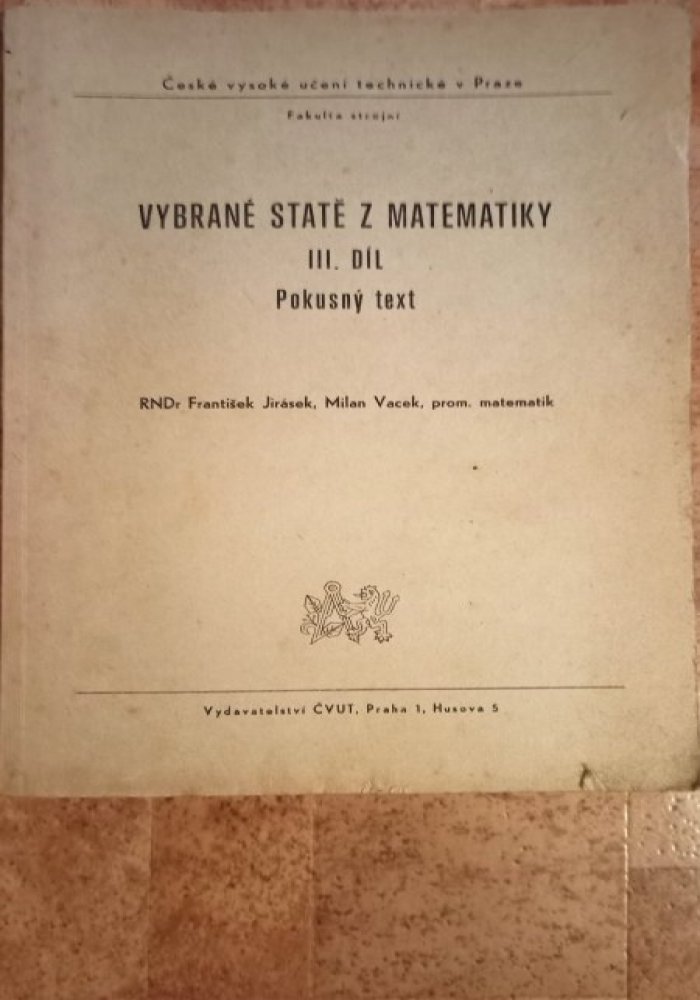 České vysoké učení technické v Praze
Fakulta strojní
VYBRANÉ STATĚ Z MATEMATIKY
III. DÍL
Pokusný text
RNDr František Jirásek, Milan Vacek, prom. matematik
Vydavatelství ČVUT, Praha 1, Husova 5